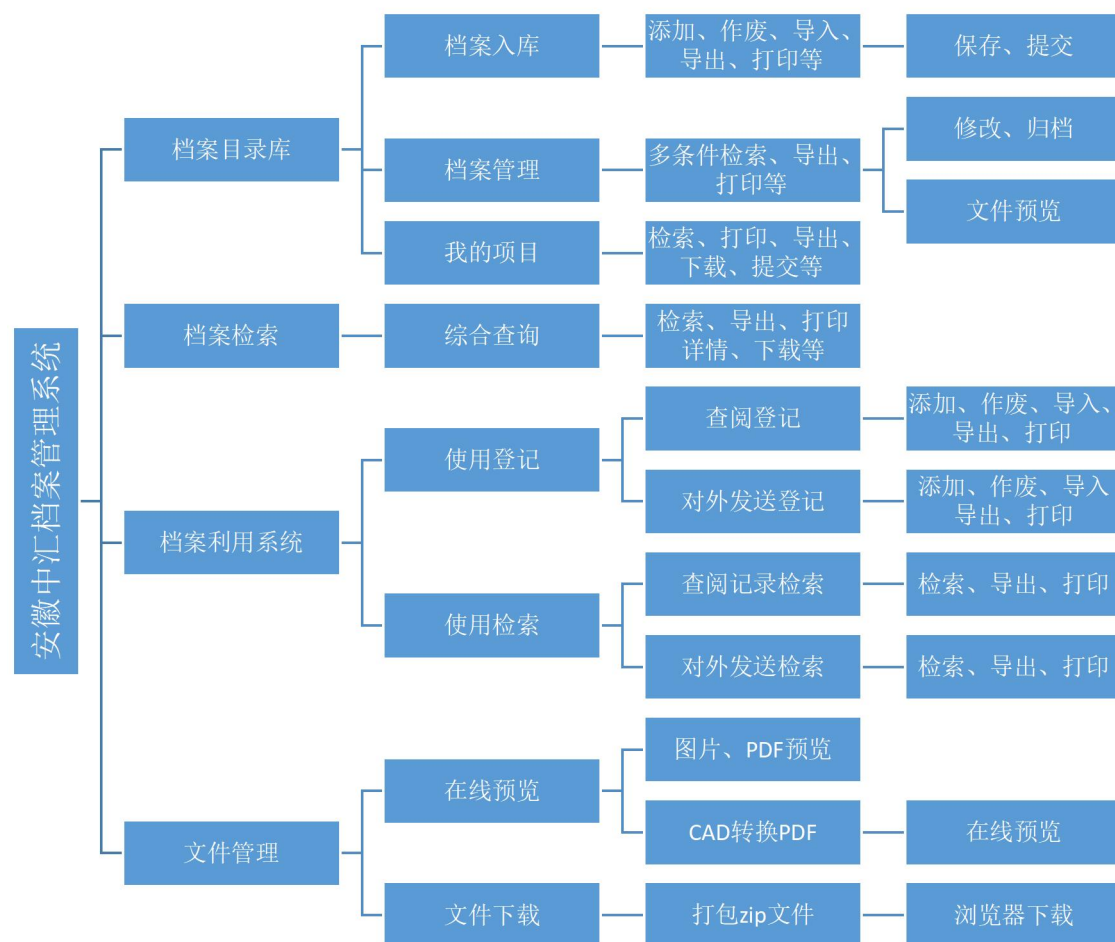 安徽中汇档案管理系统
档案目录库
档案入库
添加、作废、导入、
导出、打印等
保存、提交
档案管理
多条件检索、导出、
打印等
修改、归档
文件预览
我的项目
检索、打印、导出、
下载、提交等
档案检索
综合查询
检索、导出、打印
详情、下载等
档案利用系统
使用登记
查阅登记
添加、作废、导入、
导出、打印
对外发送登记
添加、作废、导入
导出、打印
使用检索
查阅记录检索
检索、导出、打印
对外发送检索
检索、导出、打印
文件管理
在线预览
图片、PDF预览
CAD转换PDF
在线预览
文件下载
打包zip文件
浏览器下载